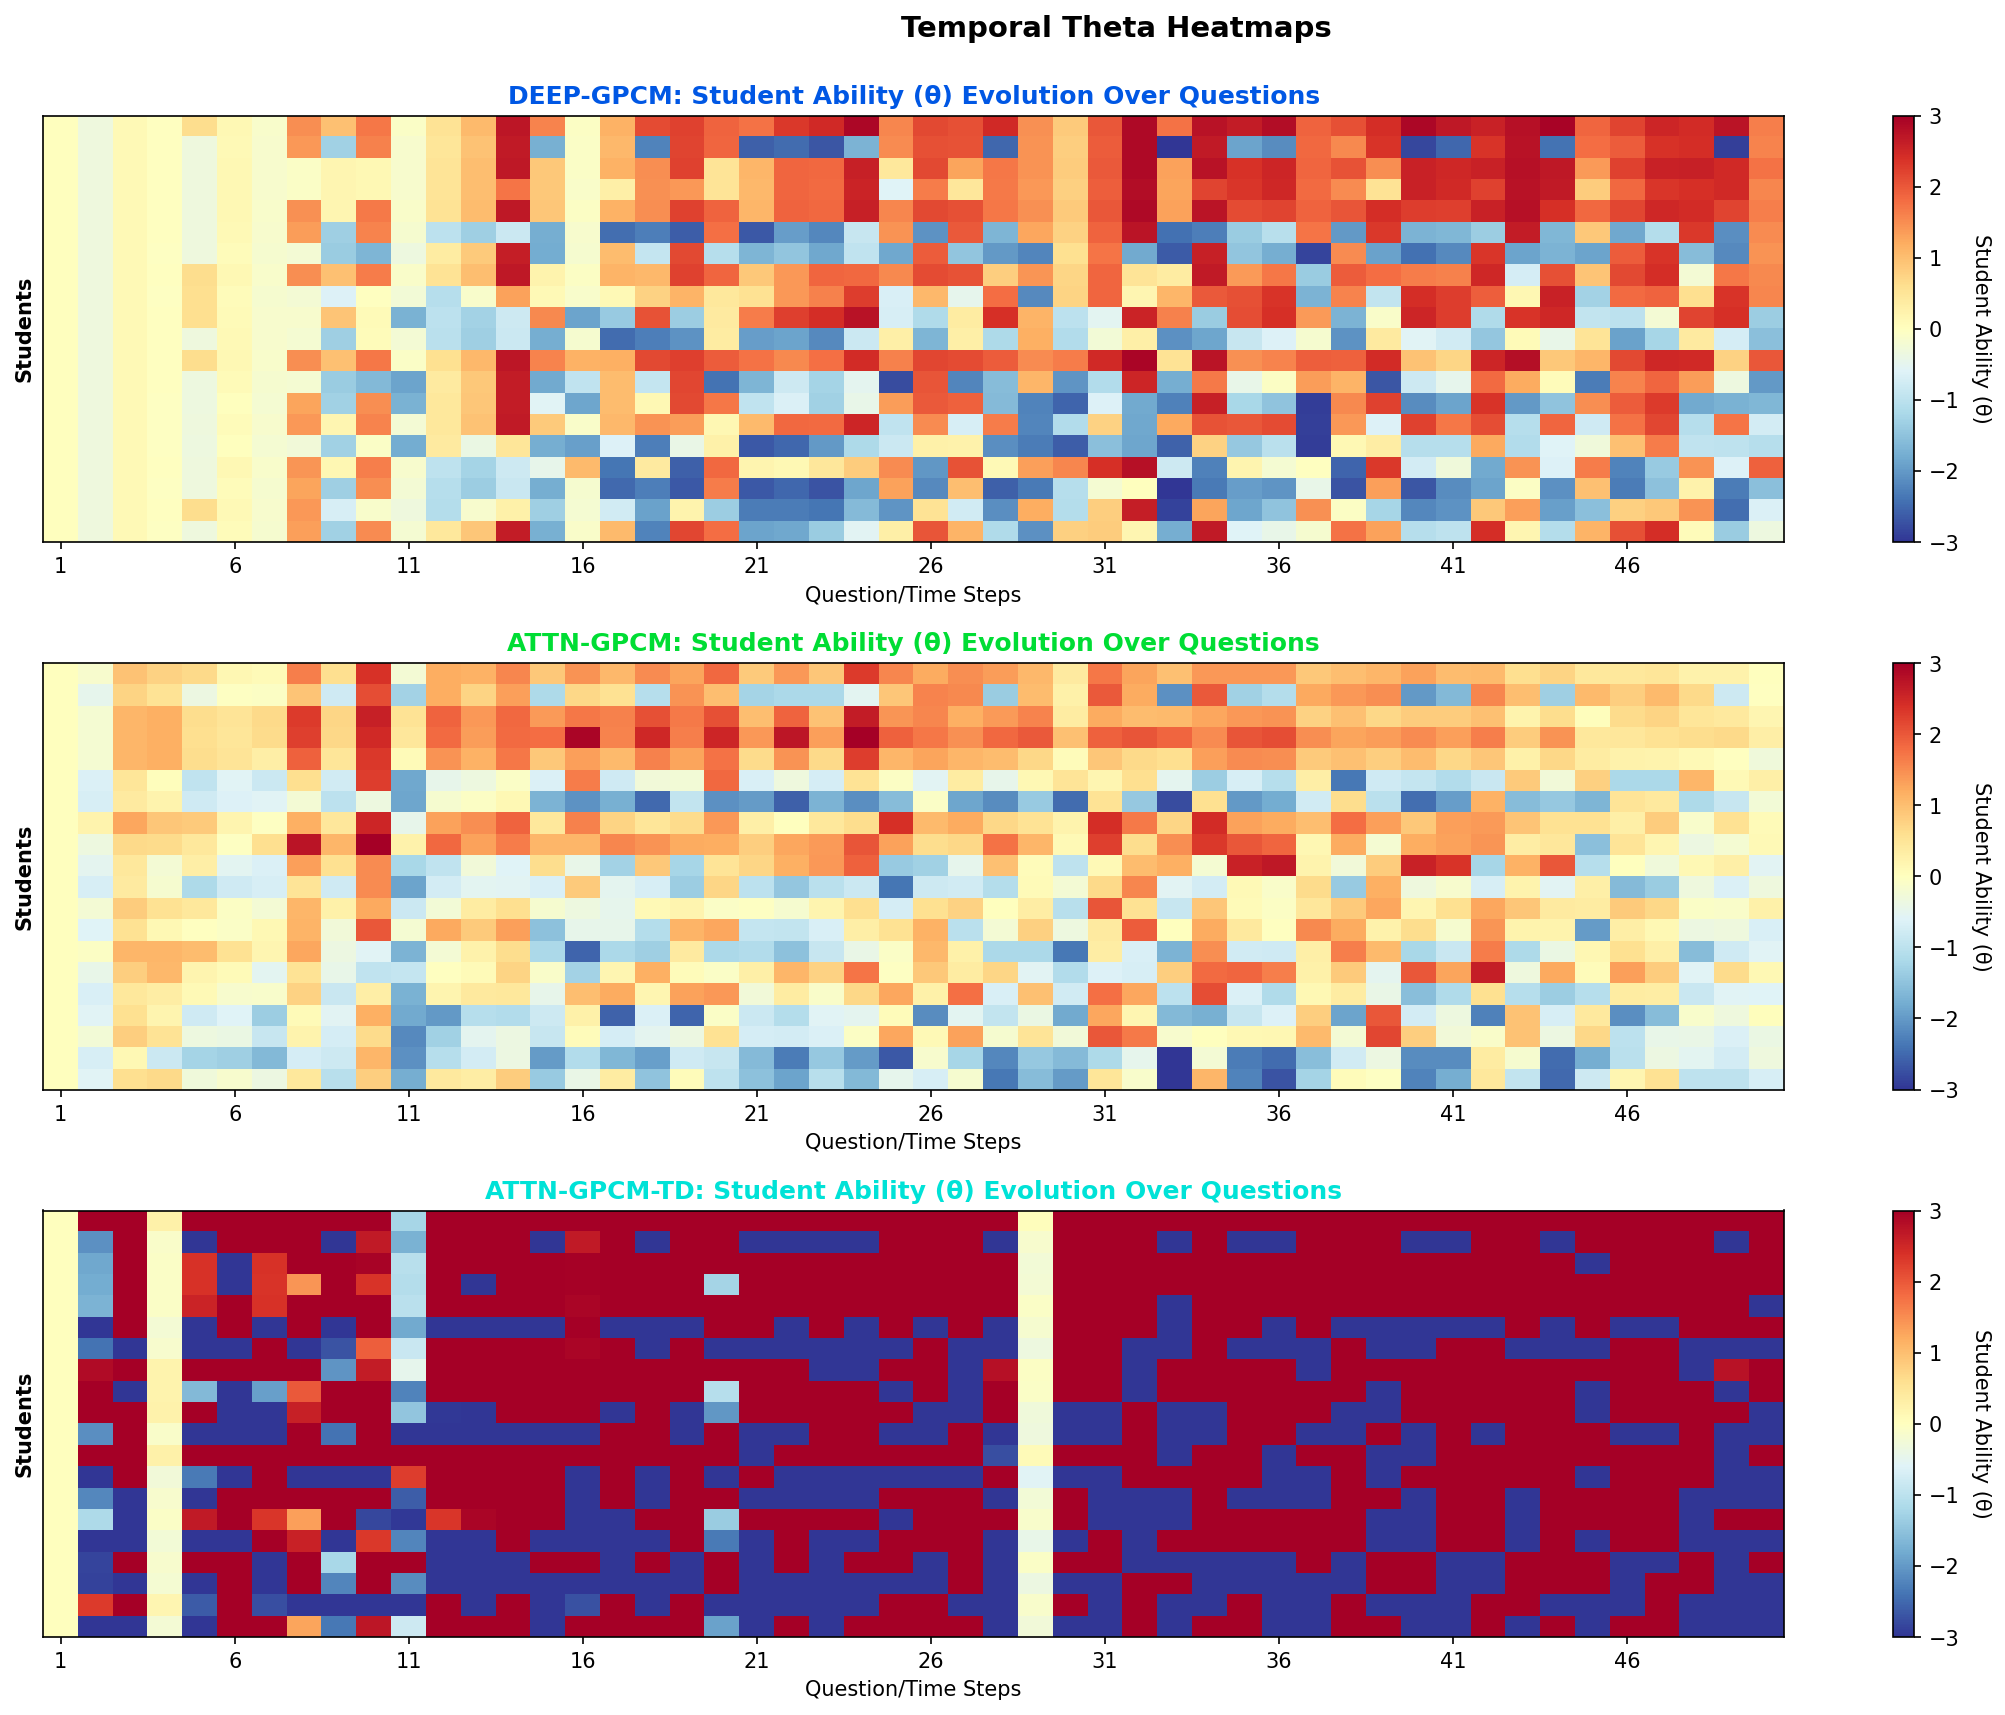 Temporal Theta Heatmaps
DEEP-GPCM: Student Ability (θ) Evolution Over Questions
Students
1 6 11 16 21 26 31 36 41 46
Question/Time Steps
3
2
1
0
−1
−2
−3
Student Ability (θ)
ATTN-GPCM: Student Ability (θ) Evolution Over Questions
Students
1 6 11 16 21 26 31 36 41 46
Question/Time Steps
3
2
1
0
−1
−2
−3
Student Ability (θ)
ATTN-GPCM-TD: Student Ability (θ) Evolution Over Questions
Students
1 6 11 16 21 26 31 36 41 46
Question/Time Steps
3
2
1
0
−1
−2
−3
Student Ability (θ)